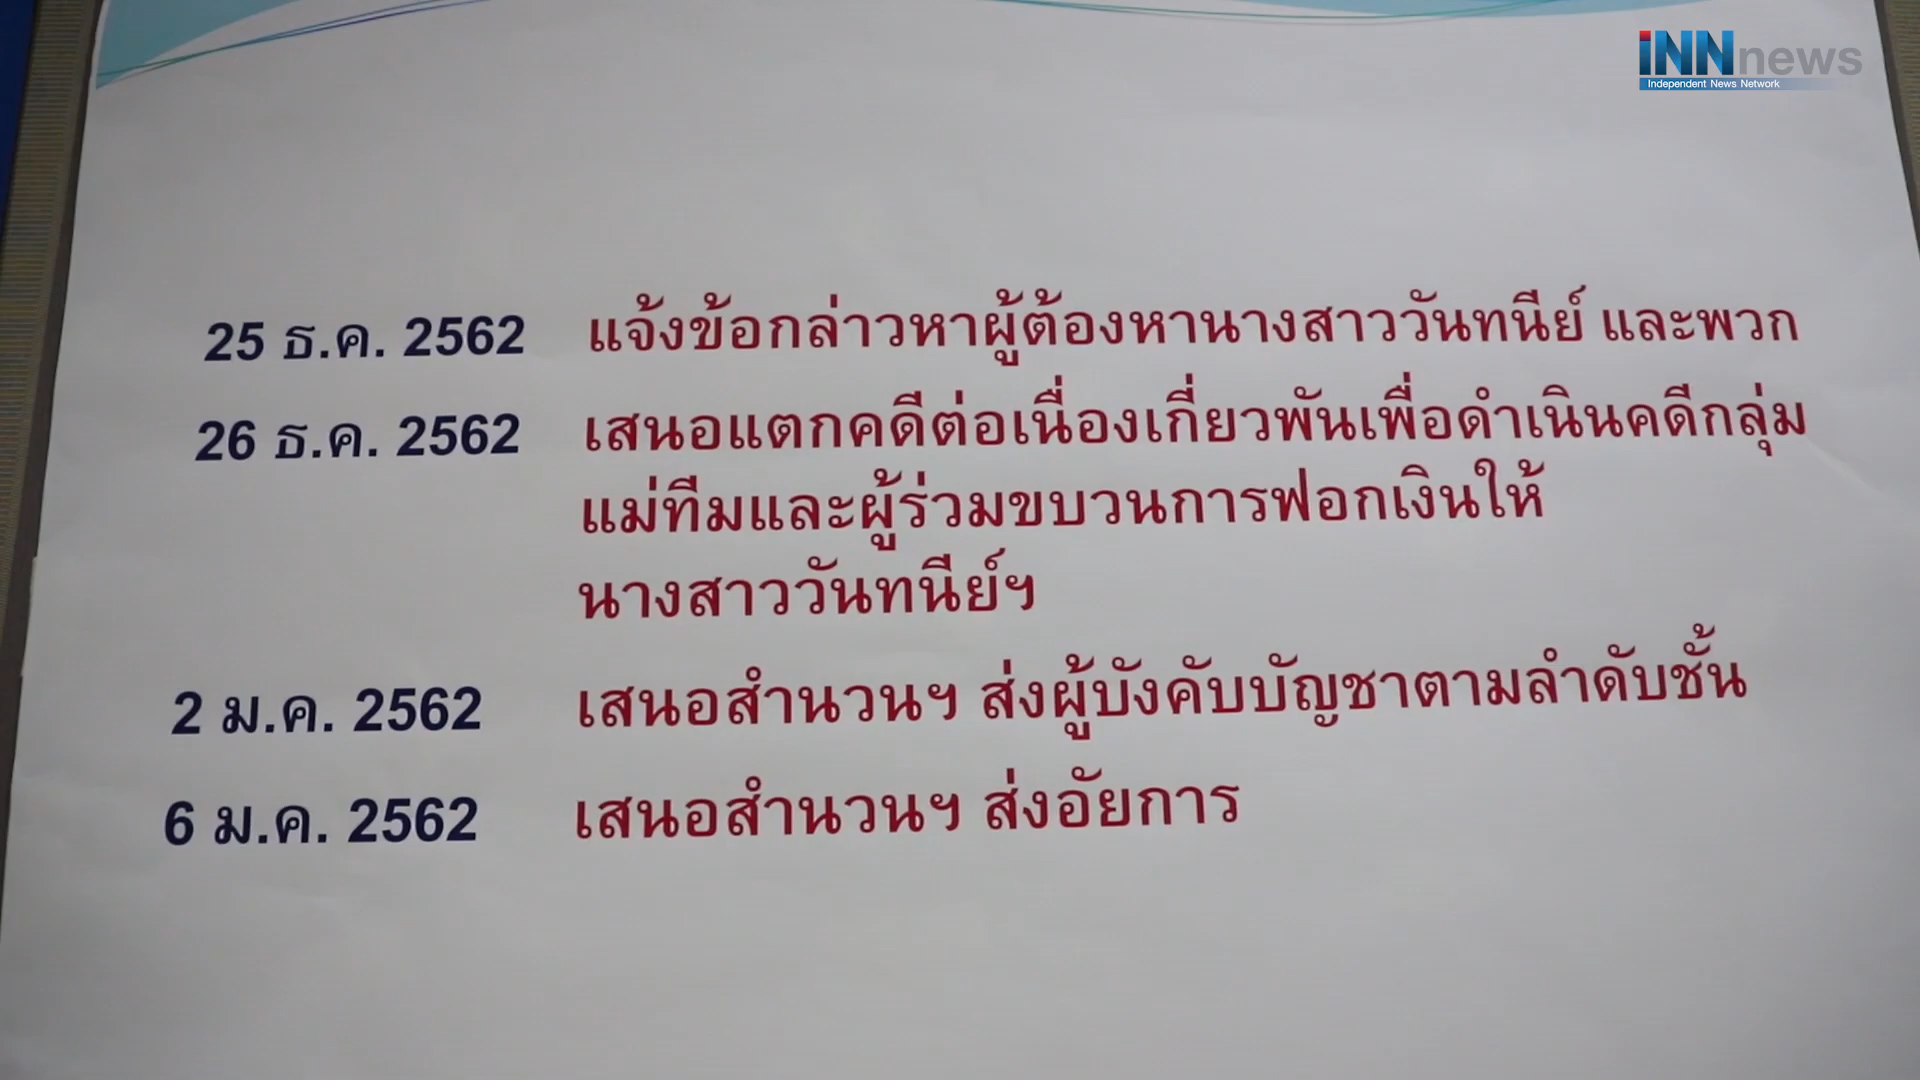 iNNnews
Independent News Network
25 ธ.ค. 2562 แจ้งข้อกล่าวหาผู้ต้องหานางสาววันทนีย์ และพวก
26 ธ.ค. 2562 เสนอแตกคดีต่อเนื่องเกี่ยวพันเพื่อดำเนินคดีกลุ่ม
แม่ทีมและผู้ร่วมขบวนการฟอกเงินให้
นางสาววันทนีย์ฯ
2 ม.ค. 2562 เสนอสำนวนฯ ส่งผู้บังคับบัญชาตามลำดับชั้น
6 ม.ค. 2562 เสนอสำนวนฯ ส่งอัยการ